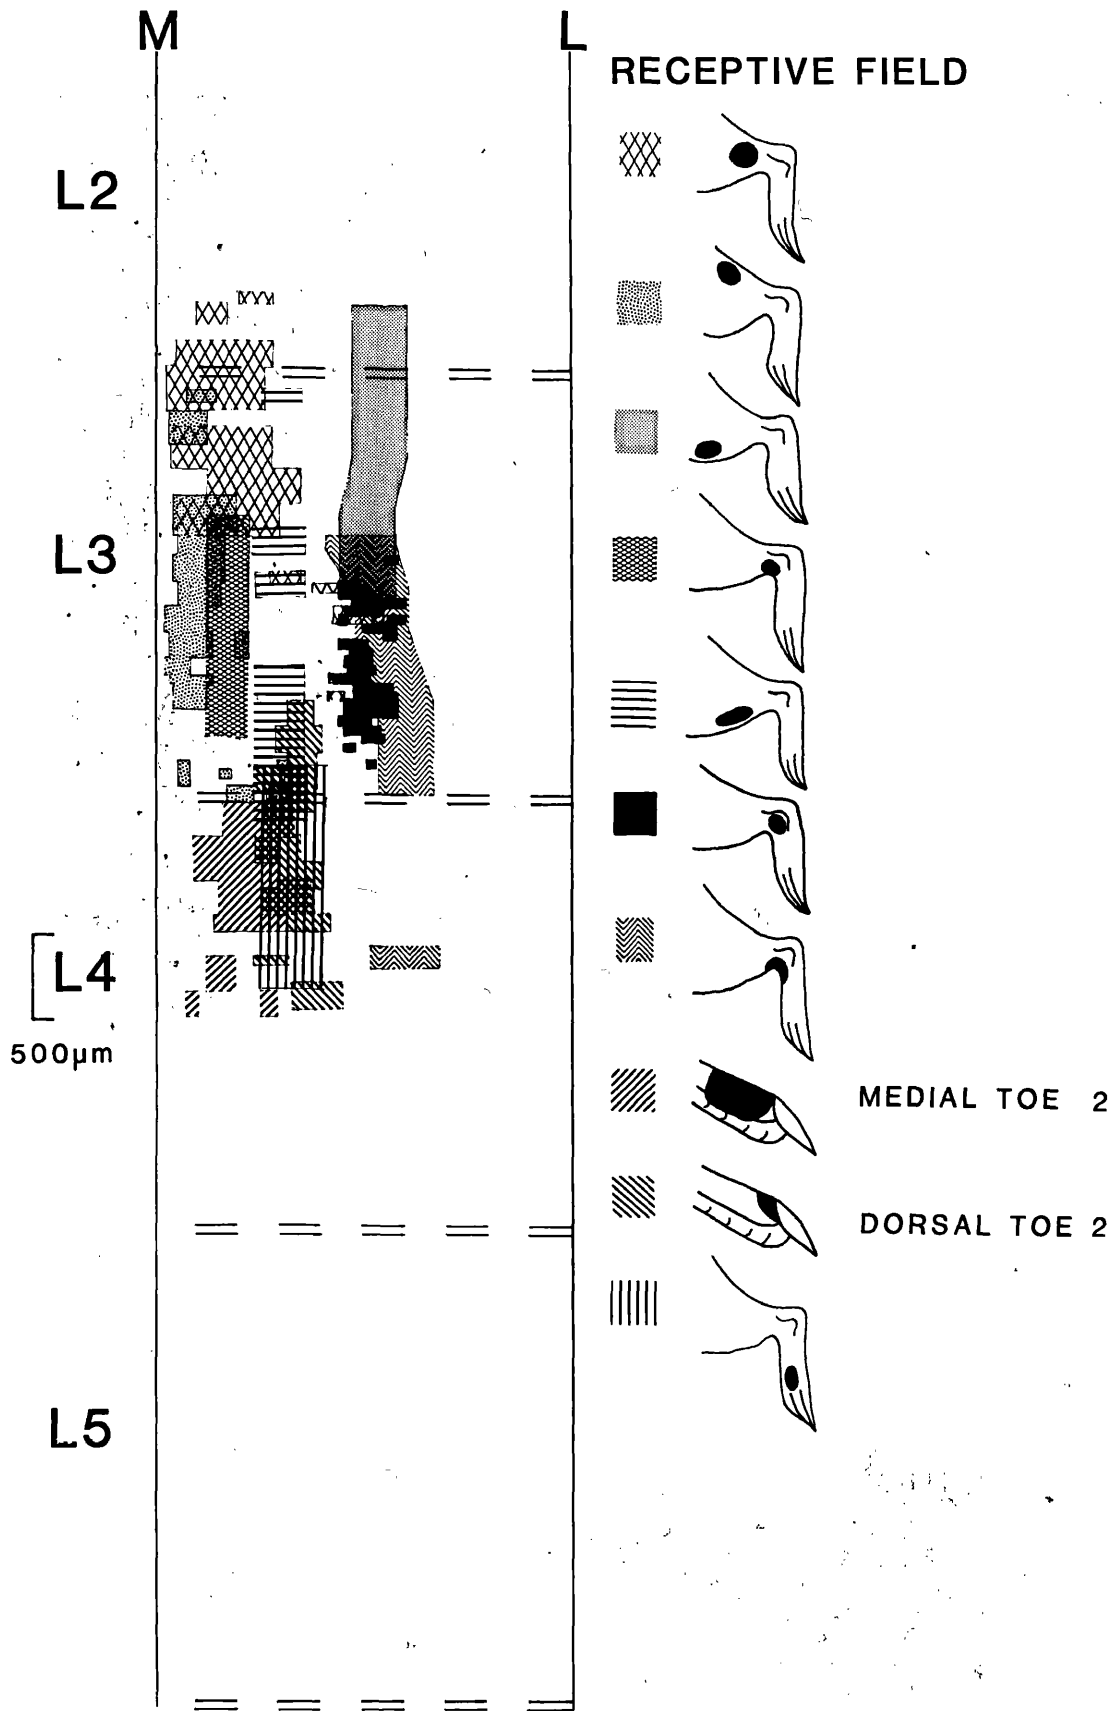 M L
RECEPTIVE FIELD
L2
L3
L4
500µm
MEDIAL TOE 2
DORSAL TOE 2
L5